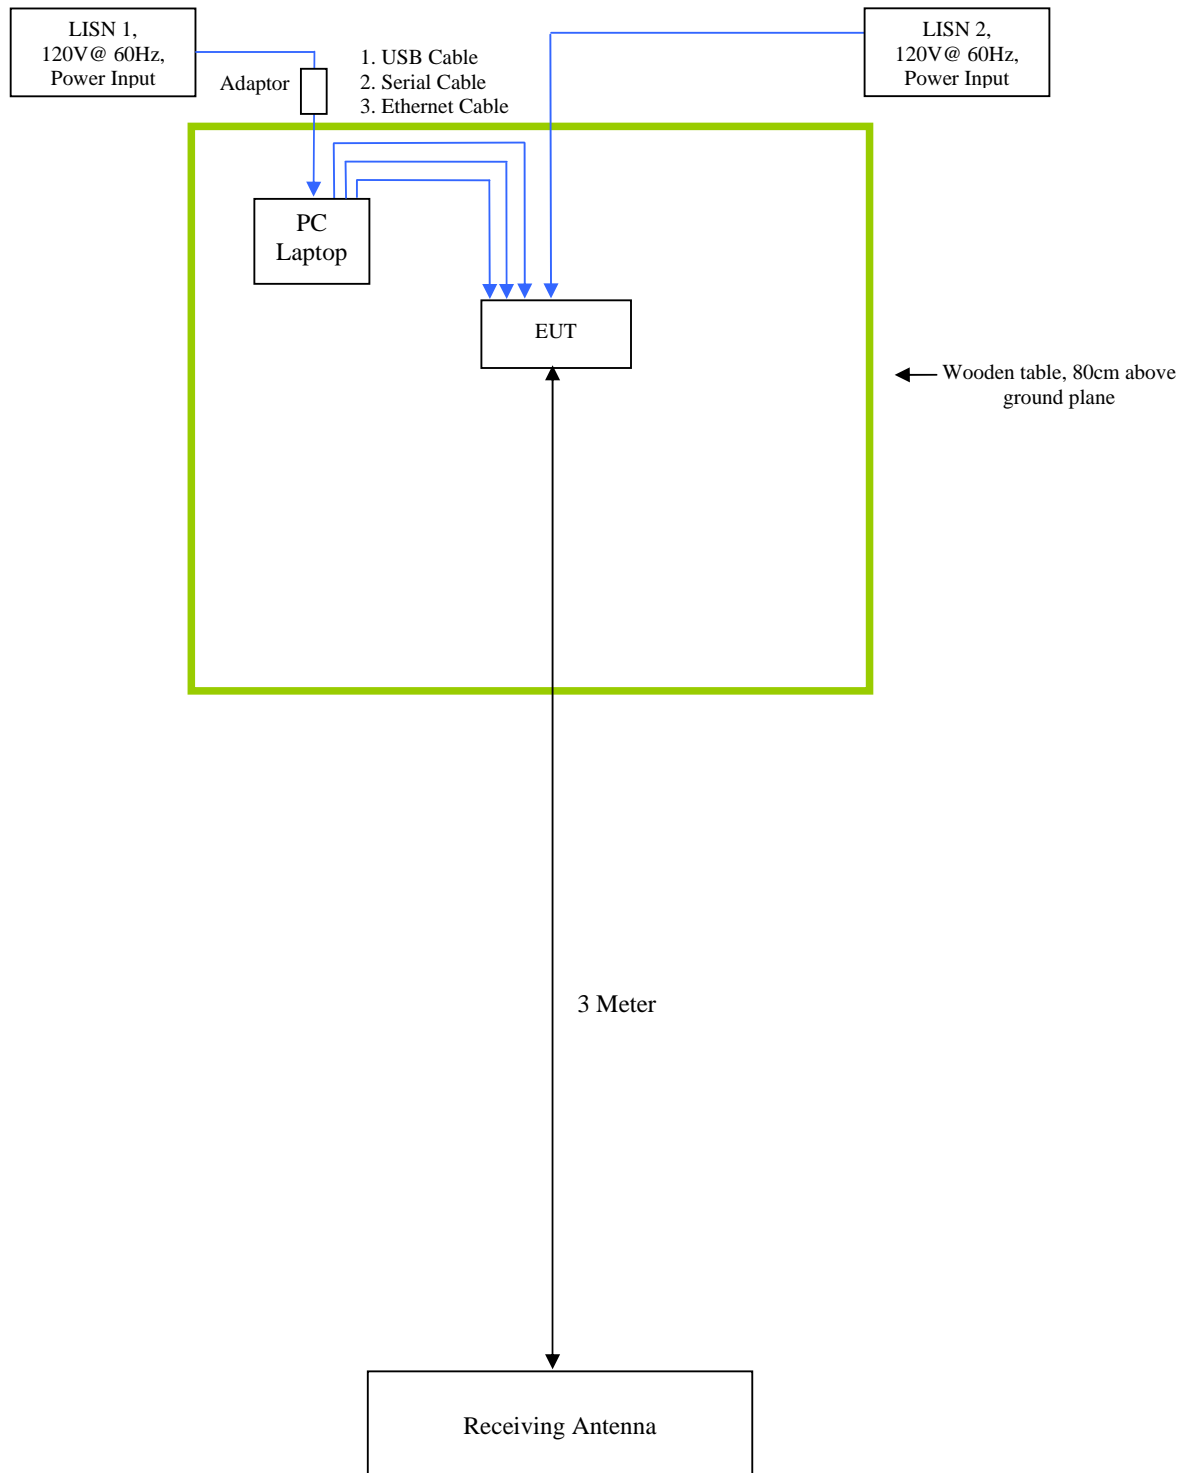 LISN 1,
120V@ 60Hz,
Power Input
Adaptor
1. USB Cable
2. Serial Cable
3. Ethernet Cable
LISN 2,
120V@ 60Hz,
Power Input
PC
Laptop
EUT
Wooden table, 80cm above
ground plane
3 Meter
Receiving Antenna